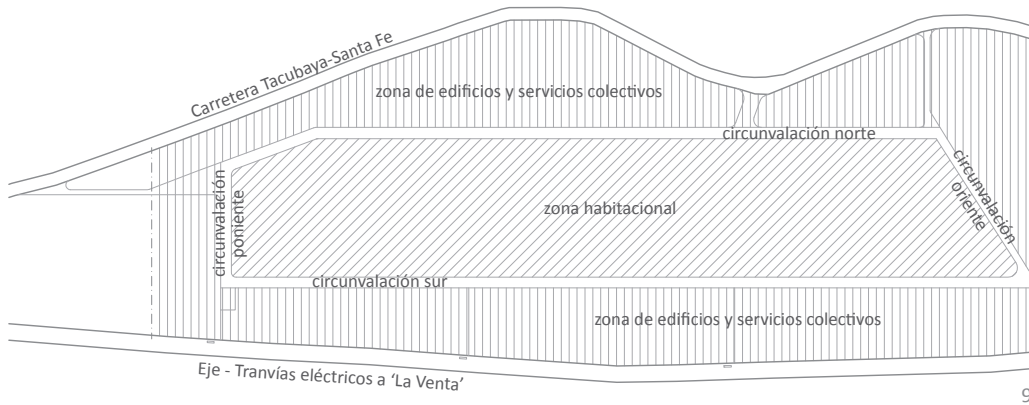 Carretera Tacubaya-Santa Fe
zona de edificios y servicios colectivos
circunvalación norte
circunvalación
poniente
zona habitacional
circunvalación
oriente
circunvalación sur
zona de edificios y servicios colectivos
Eje - Tranvías eléctricos a ‘La Venta’
9